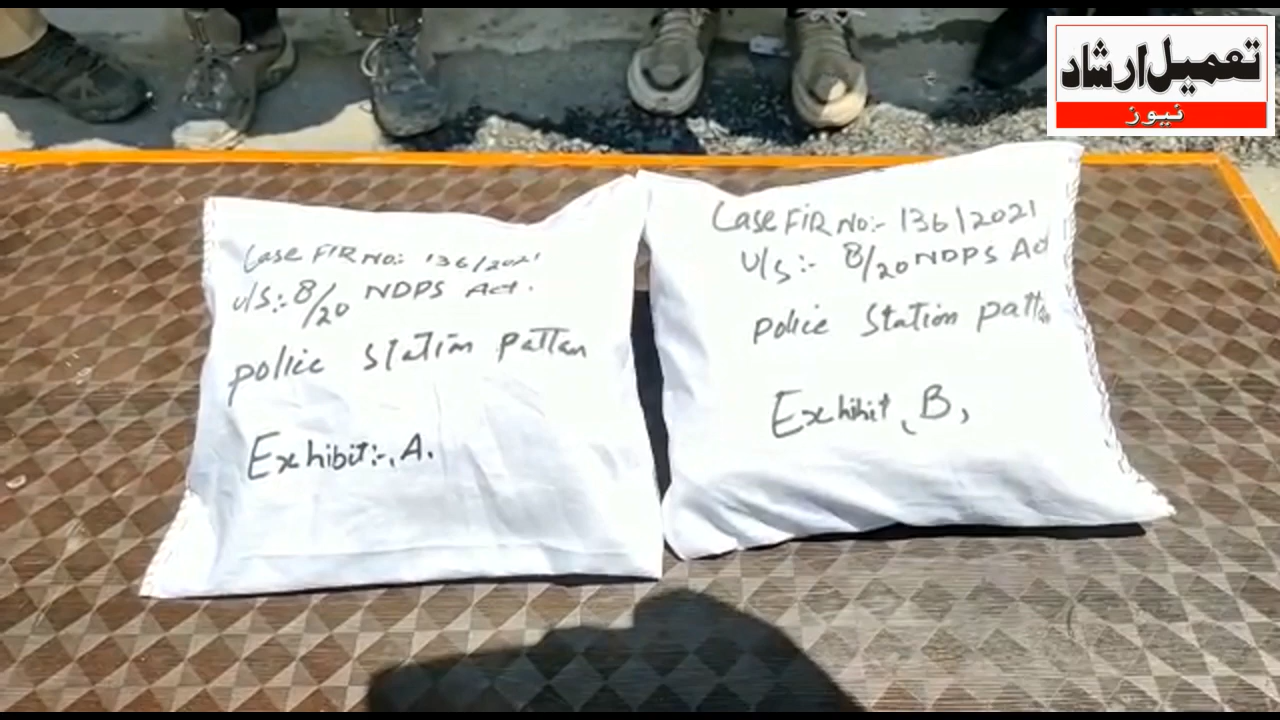 تعمیل ارشاد
نیوز
Case FIR No:- 136/2021
U/S:- 8/20 NDPS Act.
police station pattan
Exhibit:-, A.
Case FIR No:- 136/2021
U/S:- 8/20 NDPS Act
police station pattan
Exhibit, B,